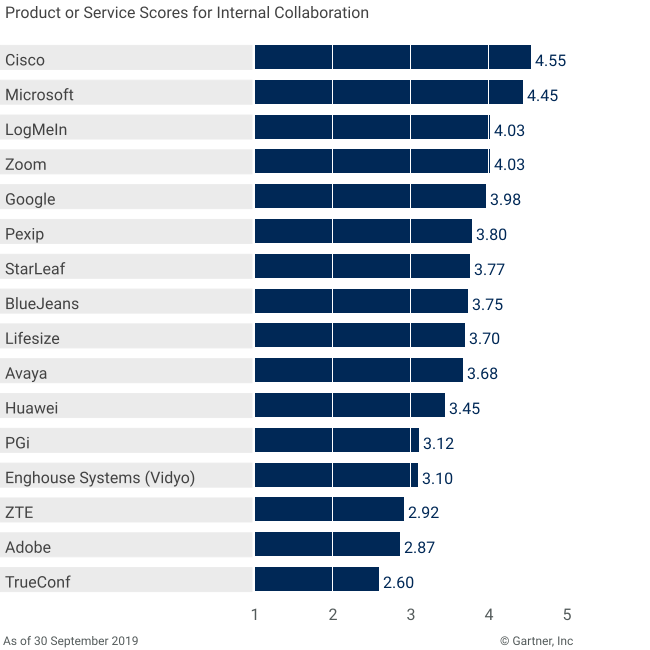 Product or Service Scores for Internal Collaboration
Cisco 4.55
Microsoft 4.45
LogMeIn 4.03
Zoom 4.03
Google 3.98
Pexip 3.80
StarLeaf 3.77
BlueJeans 3.75
Lifesize 3.70
Avaya 3.68
Huawei 3.45
PGi 3.12
Enghouse Systems (Vidyo) 3.10
ZTE 2.92
Adobe 2.87
TrueConf 2.60
1 2 3 4 5
As of 30 September 2019 © Gartner, Inc